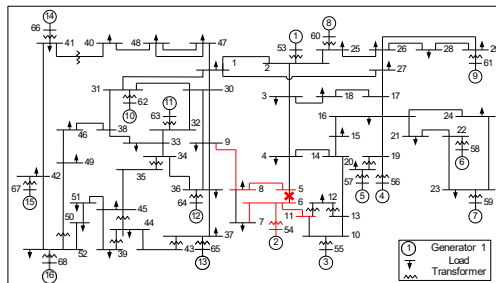 14 1 8
66 41 40 48 47 53 60 25 26 28 29 61
1 2 27 9
31 62 11 30 3 18 17
10 63 16 24
46 38 32 15 21 22
33 9 58
49 34 4 14 20 19 6
35 57 56
42 51 36 8 5 23 59
67 45 64 6 12
15 50 12 7 11 13 5 4 7
44 54
52 39 43 37 10
68 65 2 55
16 13 3
1 Generator 1
Load
Transformer